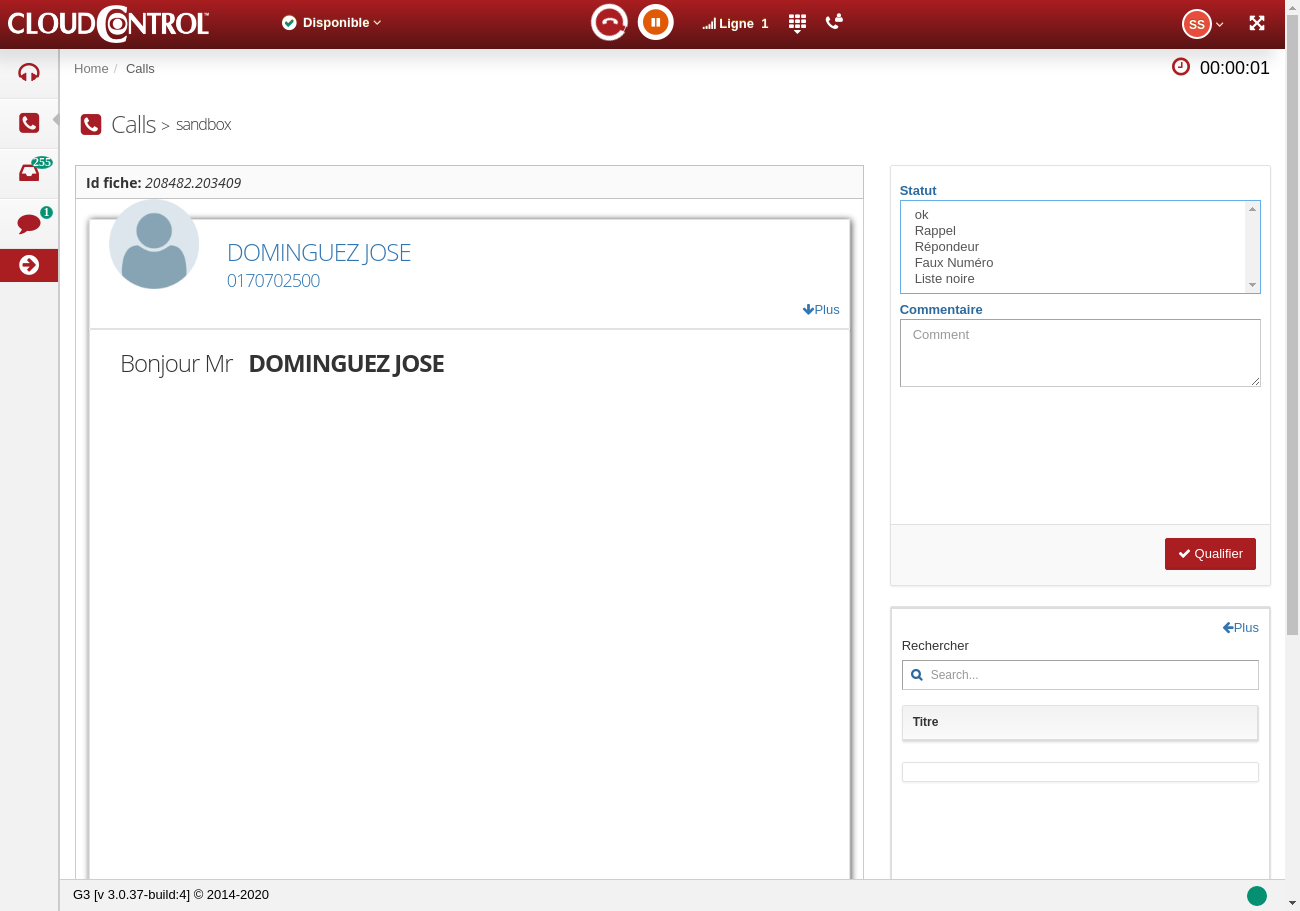 CLOUDCONTROL
Disponible
Ligne 1
SS
Home / Calls
00:00:01
255
1
Calls > sandbox
Id fiche: 208482.203409
DOMINGUEZ JOSE
0170702500
Plus
Bonjour Mr DOMINGUEZ JOSE
Statut
ok
Rappel
Répondeur
Faux Numéro
Liste noire
Commentaire
Comment
Qualifier
Plus
Rechercher
Search...
Titre
G3 [v 3.0.37-build:4] © 2014-2020